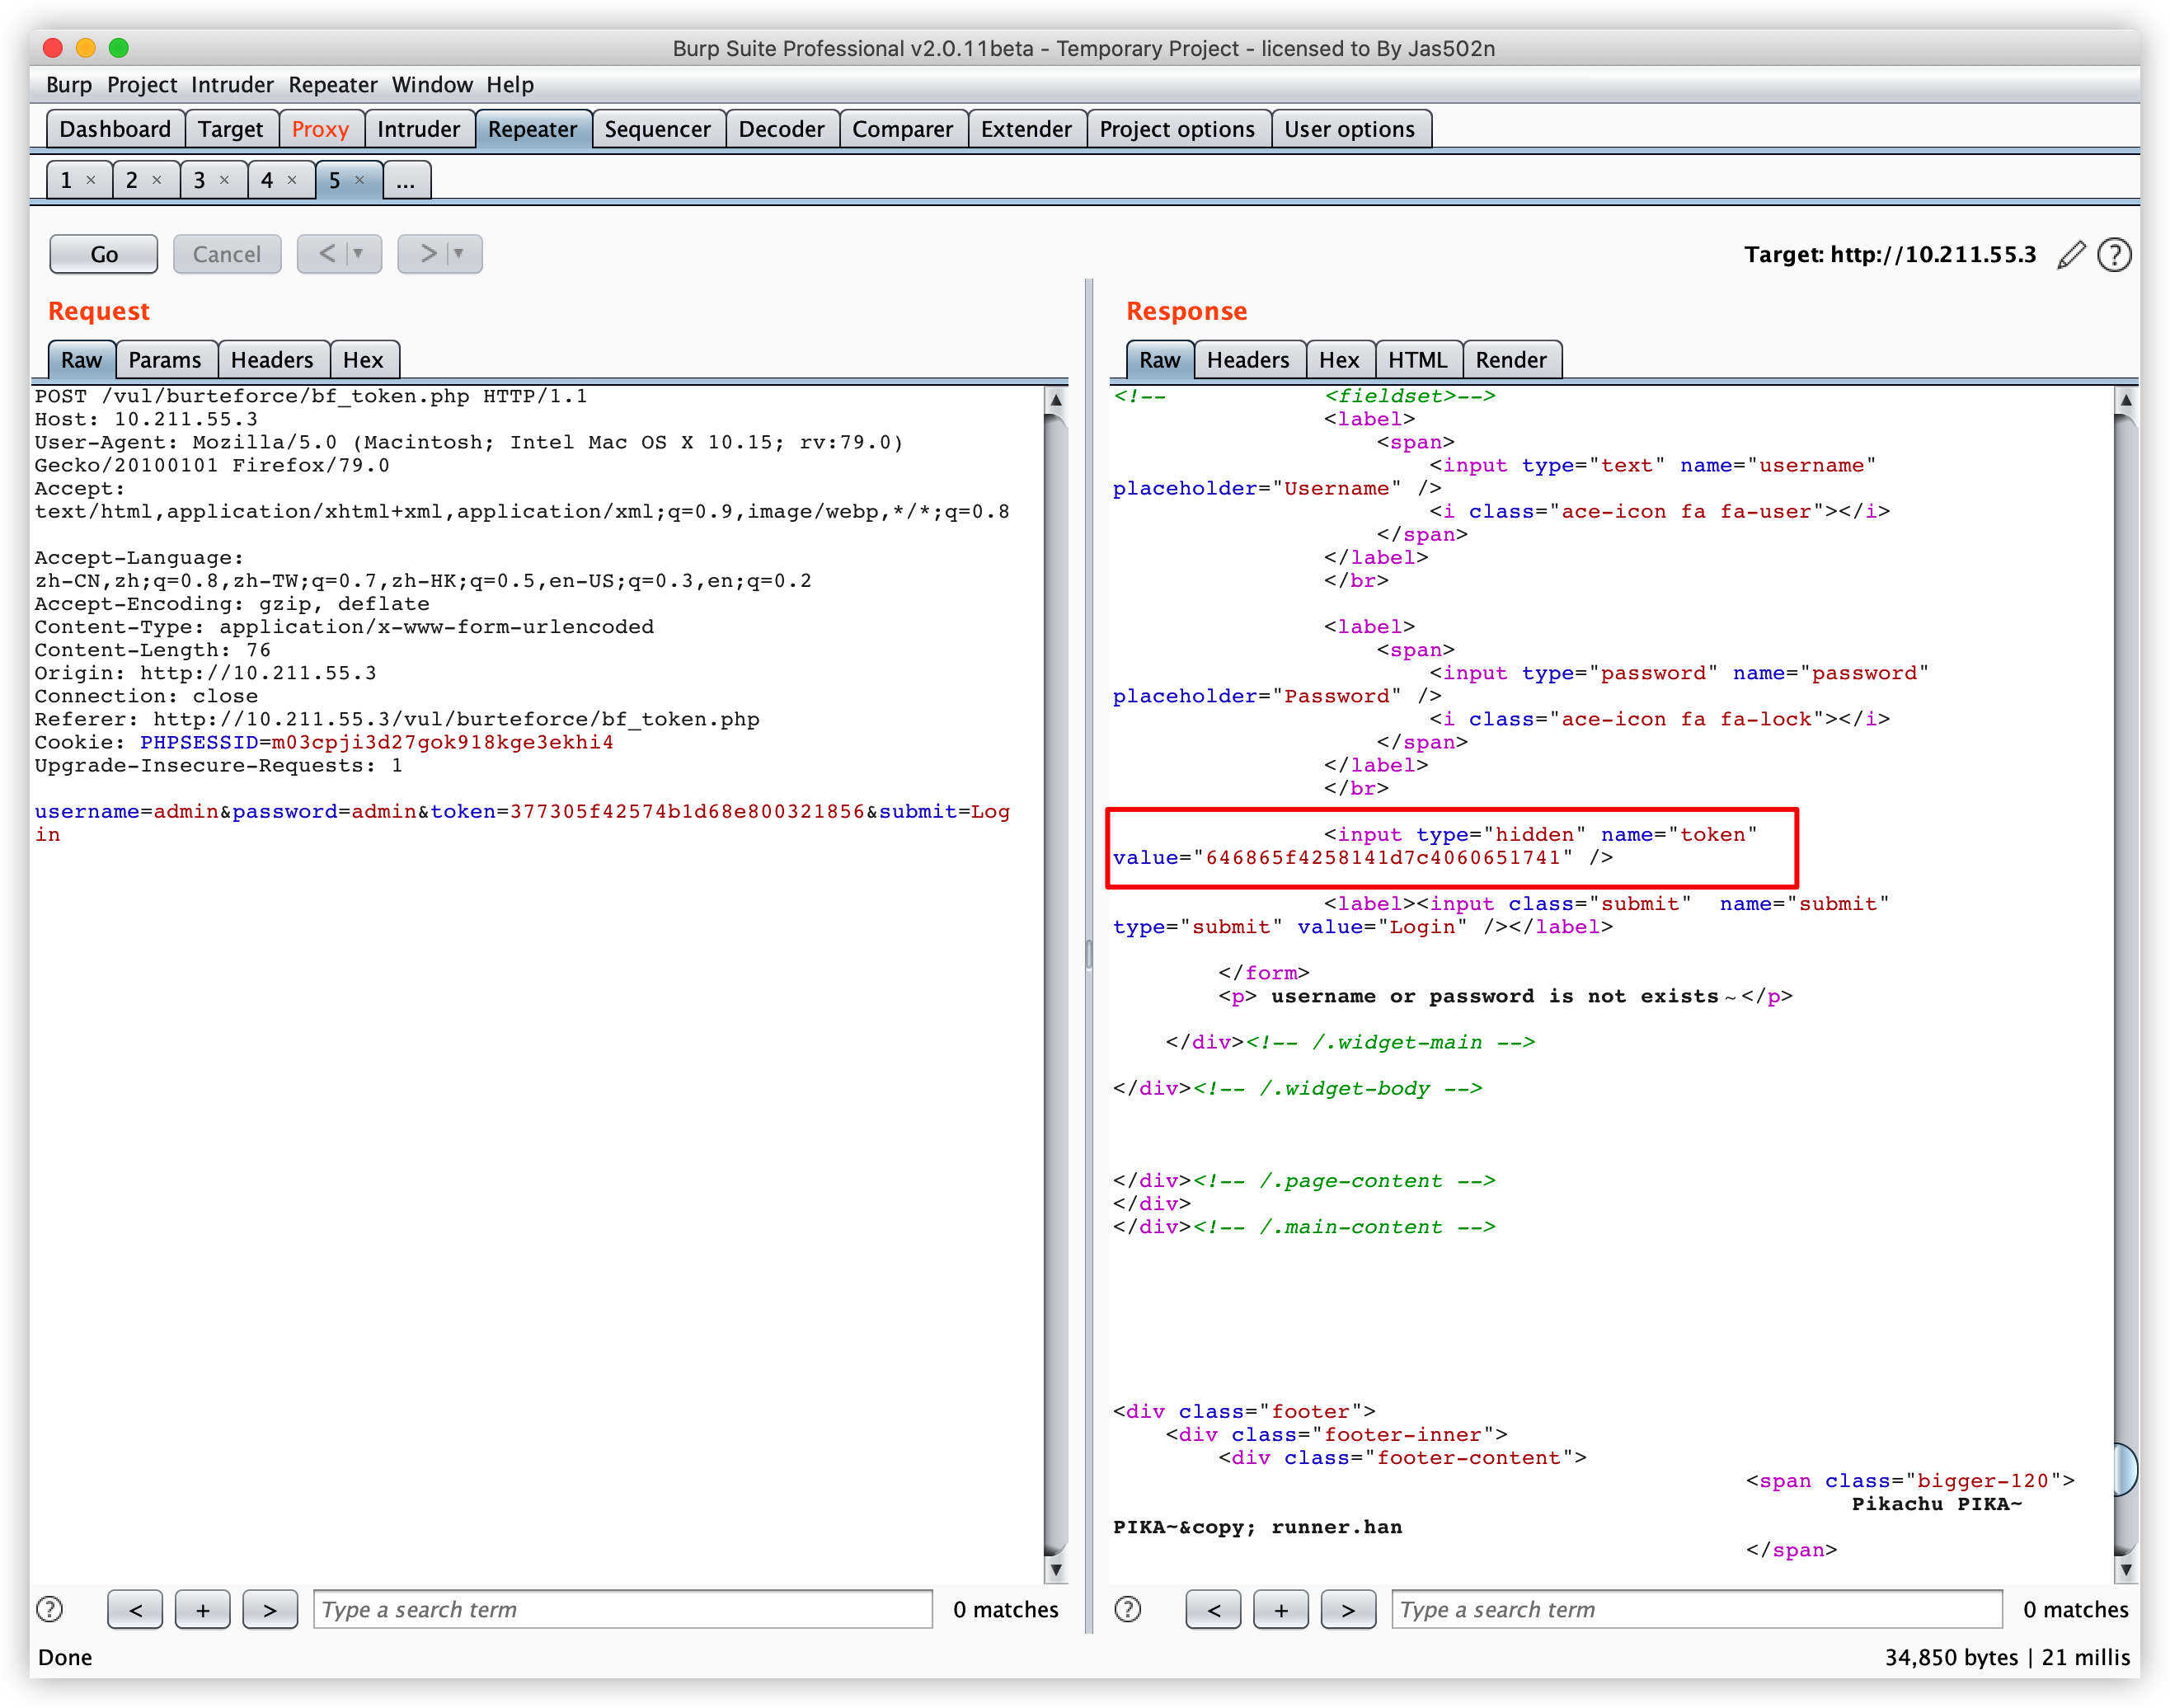 Burp Suite Professional v2.0.11beta - Temporary Project - licensed to By Jas502n
Burp Project Intruder Repeater Window Help
Dashboard Target Proxy Intruder Repeater Sequencer Decoder Comparer Extender Project options User options
1 × 2 × 3 × 4 × 5 × ...
Go Cancel < > Target: http://10.211.55.3 ?
Request
Raw Params Headers Hex
POST /vul/burteforce/bf_token.php HTTP/1.1
Host: 10.211.55.3
User-Agent: Mozilla/5.0 (Macintosh; Intel Mac OS X 10.15; rv:79.0)
Gecko/20100101 Firefox/79.0
Accept:
text/html,application/xhtml+xml,application/xml;q=0.9,image/webp,*/*;q=0.8
Accept-Language:
zh-CN,zh;q=0.8,zh-TW;q=0.7,zh-HK;q=0.5,en-US;q=0.3,en;q=0.2
Accept-Encoding: gzip, deflate
Content-Type: application/x-www-form-urlencoded
Content-Length: 76
Origin: http://10.211.55.3
Connection: close
Referer: http://10.211.55.3/vul/burteforce/bf_token.php
Cookie: PHPSESSID=m03cpji3d27gok918kge3ekhi4
Upgrade-Insecure-Requests: 1
username=admin&password=admin&token=377305f42574b1d68e800321856&submit=Log
in
? < + > Type a search term 0 matches
Response
Raw Headers Hex HTML Render
<!-- <fieldset>-->
<label>
<span>
<input type="text" name="username"
placeholder="Username" />
<i class="ace-icon fa fa-user"></i>
</span>
</label>
</br>
<label>
<span>
<input type="password" name="password"
placeholder="Password" />
<i class="ace-icon fa fa-lock"></i>
</span>
</label>
</br>
<input type="hidden" name="token"
value="646865f4258141d7c4060651741" />
<label><input class="submit"  name="submit"
type="submit" value="Login" /></label>
</form>
<p> username or password is not exists～</p>
</div><!-- /.widget-main -->
</div><!-- /.widget-body -->
</div><!-- /.page-content -->
</div>
</div><!-- /.main-content -->
<div class="footer">
<div class="footer-inner">
<div class="footer-content">
<span class="bigger-120">
Pikachu PIKA~
PIKA~&copy; runner.han
</span>
? < + > Type a search term 0 matches
Done 34,850 bytes | 21 millis